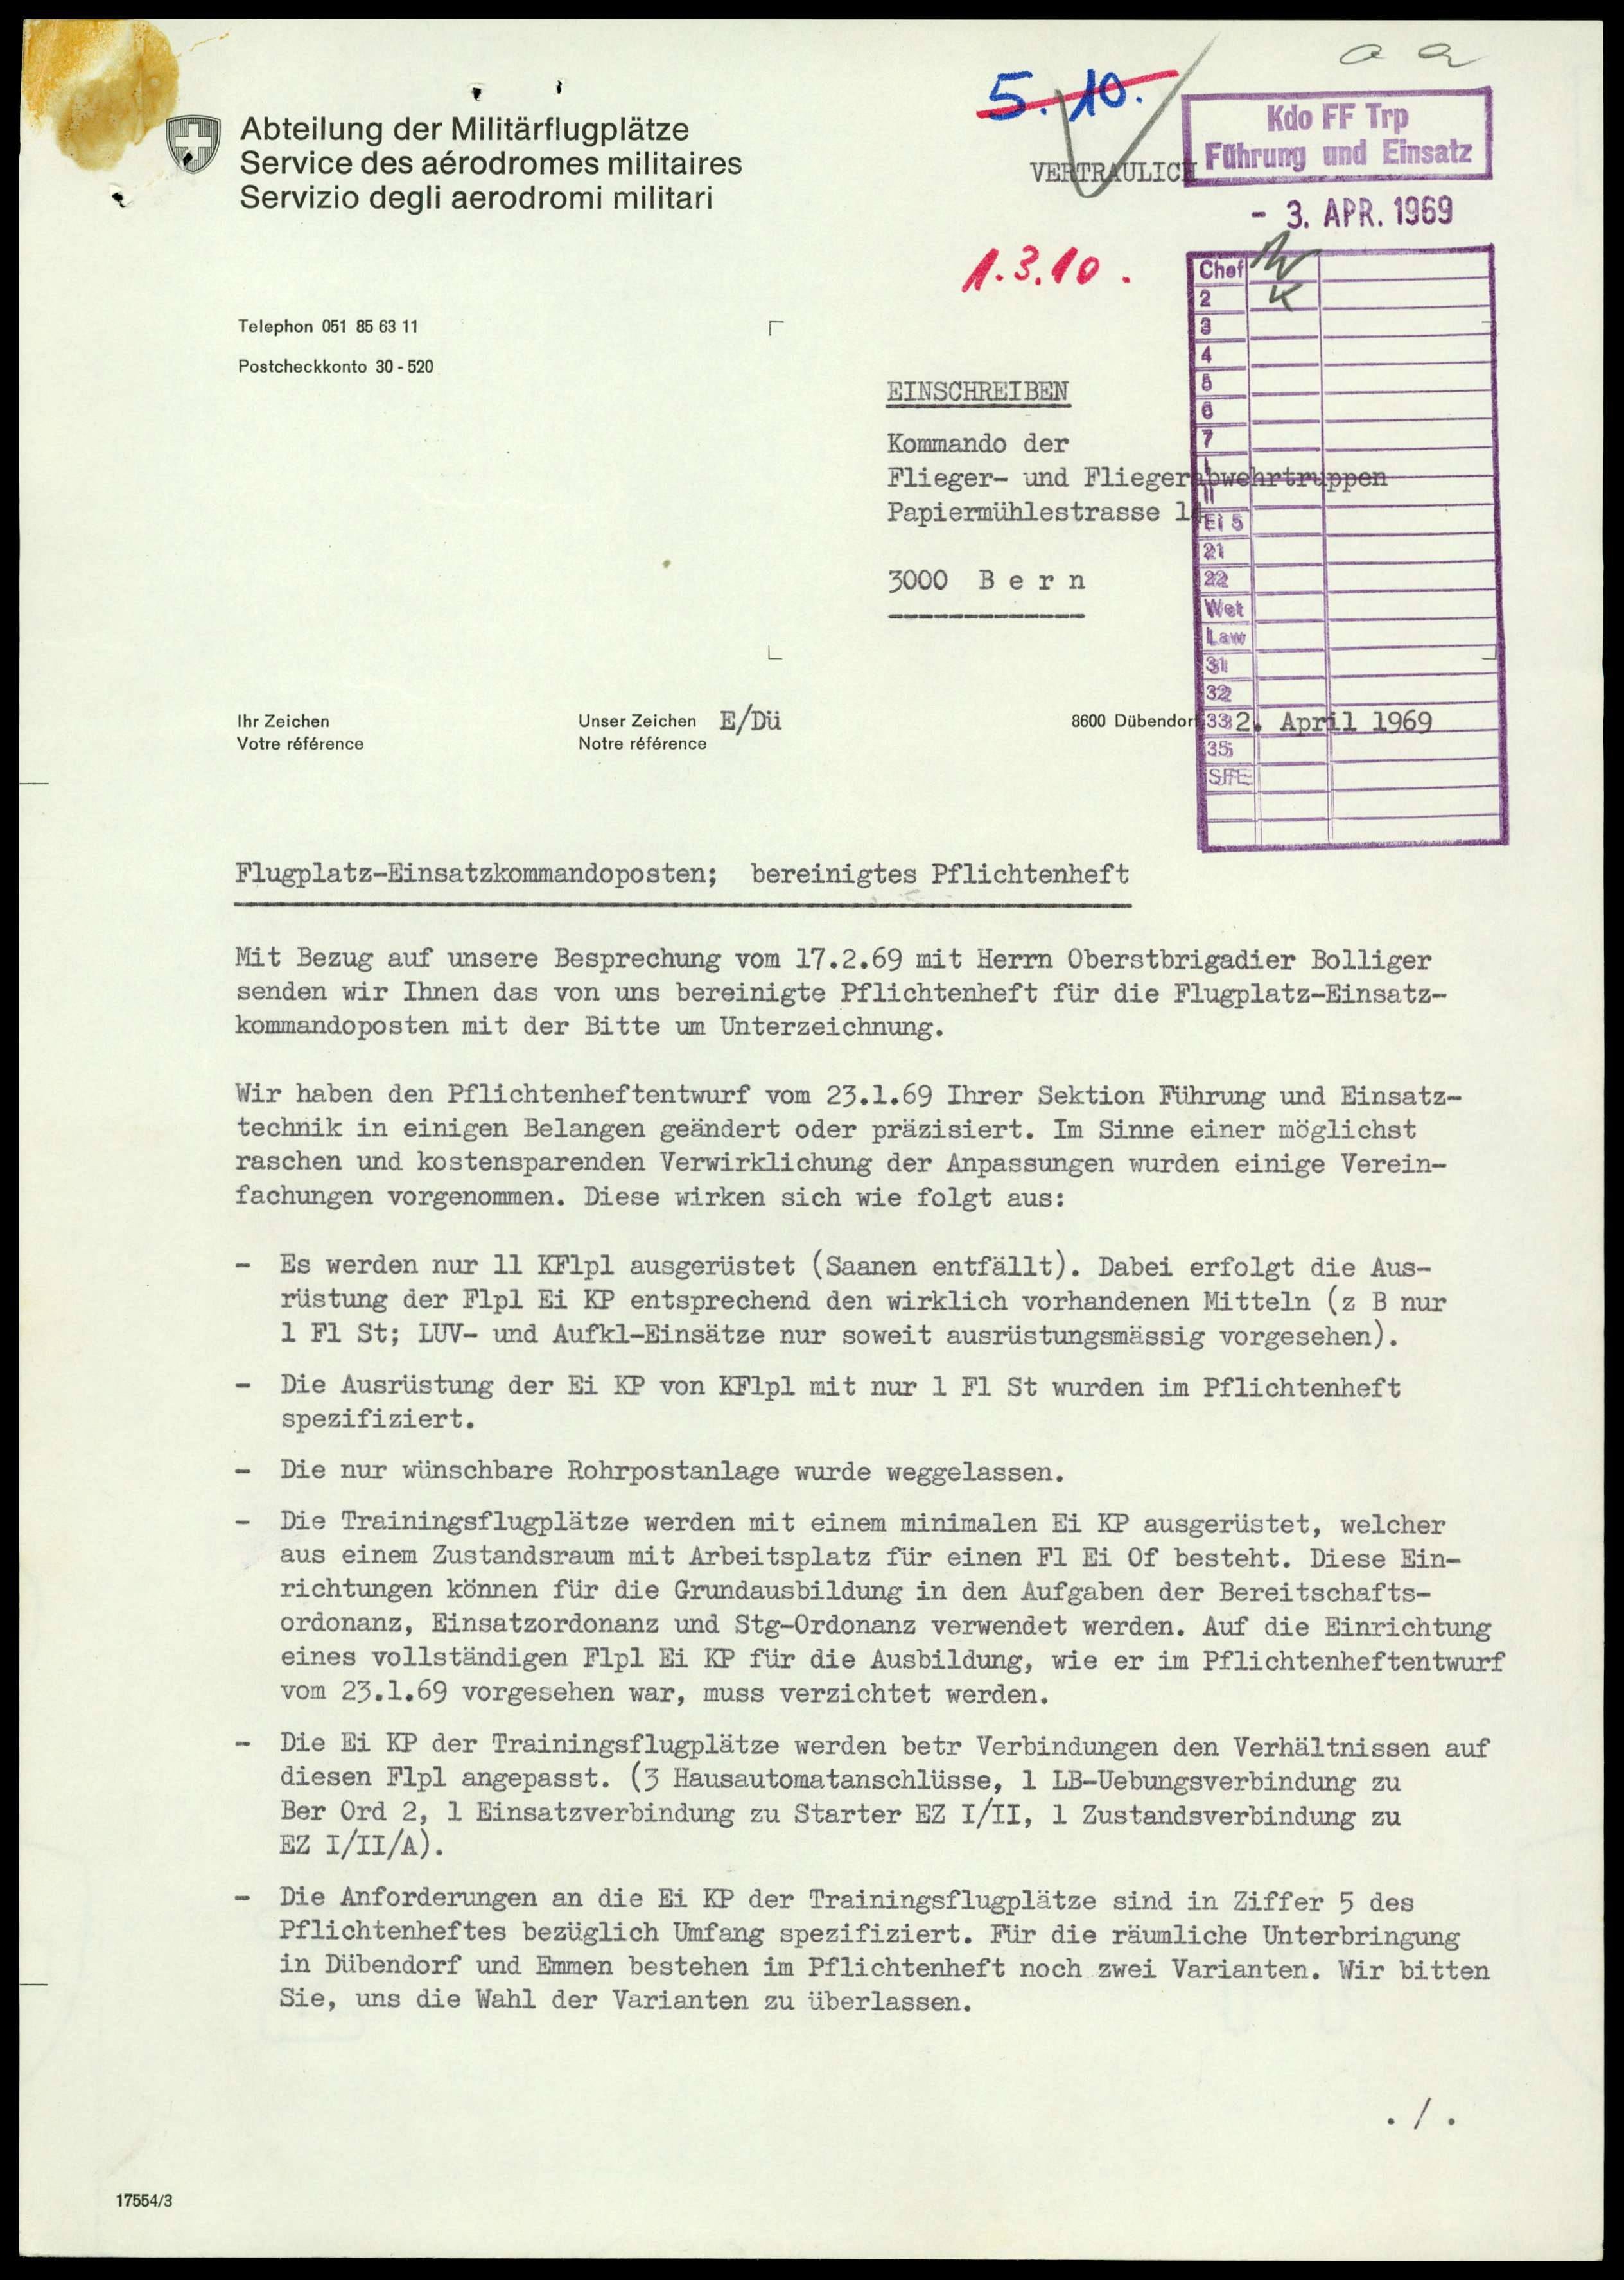 5. 10.
Kdo FF Trp
Führung und Einsatz
Abteilung der Militärflugplätze
Service des aérodromes militaires
Servizio degli aerodromi militari
VERTRAULICH
- 3. APR. 1969
1.3.10.
Chef
2
3
4
5
6
7
I
II
Ei 5
21
22
Wet
Law
31
32
33
35
SFE
Telephon 051 85 63 11
Postcheckkonto 30 - 520
EINSCHREIBEN
Kommando der
Flieger- und Fliegerabwehrtruppen
Papiermühlestrasse 14
3000 B e r n
Ihr Zeichen
Votre référence
Unser Zeichen E/Dü
Notre référence
8600 Dübendorf 2. April 1969
Flugplatz-Einsatzkommandoposten; bereinigtes Pflichtenheft
Mit Bezug auf unsere Besprechung vom 17.2.69 mit Herrn Oberstbrigadier Bolliger
senden wir Ihnen das von uns bereinigte Pflichtenheft für die Flugplatz-Einsatz-
kommandoposten mit der Bitte um Unterzeichnung.
Wir haben den Pflichtenheftentwurf vom 23.1.69 Ihrer Sektion Führung und Einsatz-
technik in einigen Belangen geändert oder präzisiert. Im Sinne einer möglichst
raschen und kostensparenden Verwirklichung der Anpassungen wurden einige Verein-
fachungen vorgenommen. Diese wirken sich wie folgt aus:
- Es werden nur 11 KFlpl ausgerüstet (Saanen entfällt). Dabei erfolgt die Aus-
rüstung der Flpl Ei KP entsprechend den wirklich vorhandenen Mitteln (z B nur
1 Fl St; LUV- und Aufkl-Einsätze nur soweit ausrüstungsmässig vorgesehen).
- Die Ausrüstung der Ei KP von KFlpl mit nur 1 Fl St wurden im Pflichtenheft
spezifiziert.
- Die nur wünschbare Rohrpostanlage wurde weggelassen.
- Die Trainingsflugplätze werden mit einem minimalen Ei KP ausgerüstet, welcher
aus einem Zustandsraum mit Arbeitsplatz für einen Fl Ei Of besteht. Diese Ein-
richtungen können für die Grundausbildung in den Aufgaben der Bereitschafts-
ordonanz, Einsatzordonanz und Stg-Ordonanz verwendet werden. Auf die Einrichtung
eines vollständigen Flpl Ei KP für die Ausbildung, wie er im Pflichtenheftentwurf
vom 23.1.69 vorgesehen war, muss verzichtet werden.
- Die Ei KP der Trainingsflugplätze werden betr Verbindungen den Verhältnissen auf
diesen Flpl angepasst. (3 Hausautomatanschlüsse, 1 LB-Uebungsverbindung zu
Ber Ord 2, 1 Einsatzverbindung zu Starter EZ I/II, 1 Zustandsverbindung zu
EZ I/II/A).
- Die Anforderungen an die Ei KP der Trainingsflugplätze sind in Ziffer 5 des
Pflichtenheftes bezüglich Umfang spezifiziert. Für die räumliche Unterbringung
in Dübendorf und Emmen bestehen im Pflichtenheft noch zwei Varianten. Wir bitten
Sie, uns die Wahl der Varianten zu überlassen.
. / .
17554/3